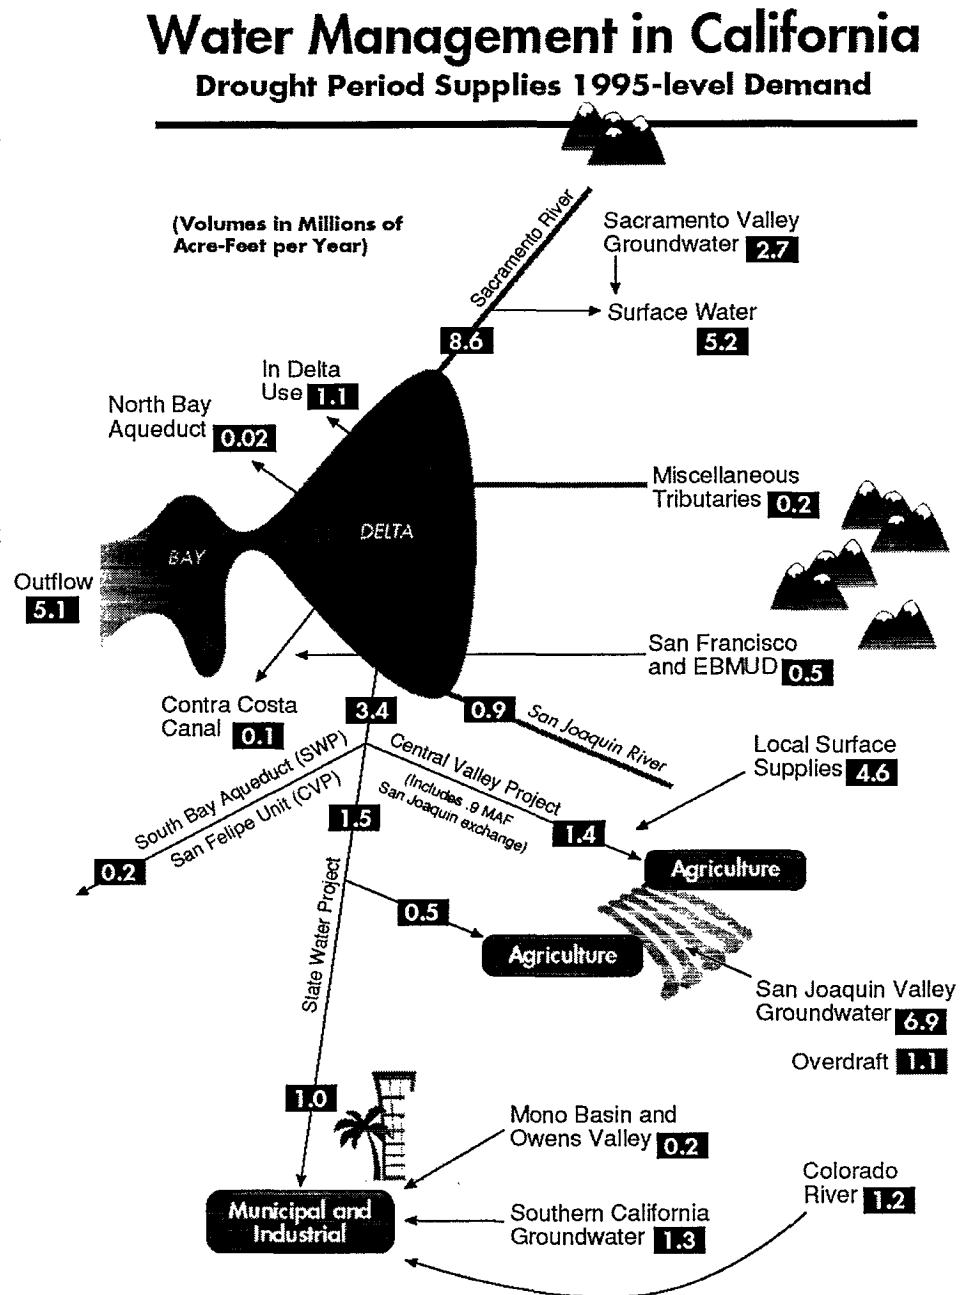 Water Management in California
Drought Period Supplies 1995-level Demand
(Volumes in Millions of
Acre-Feet per Year)
Sacramento River
Sacramento Valley
Groundwater 2.7
Surface Water
5.2
8.6
In Delta
Use 1.1
North Bay
Aqueduct 0.02
Miscellaneous
Tributaries 0.2
DELTA
BAY
Outflow
5.1
San Francisco
and EBMUD 0.5
Contra Costa
Canal 0.1
3.4
0.9
San Joaquin River
Local Surface
Supplies 4.6
South Bay Aqueduct (SWP)
San Felipe Unit (CVP)
0.2
Central Valley Project
(Includes .9 MAF
San Joaquin exchange)
1.5
1.4
Agriculture
State Water Project
0.5
Agriculture
San Joaquin Valley
Groundwater 6.9
Overdraft 1.1
1.0
Mono Basin and
Owens Valley 0.2
Colorado
River 1.2
Municipal and
Industrial
Southern California
Groundwater 1.3